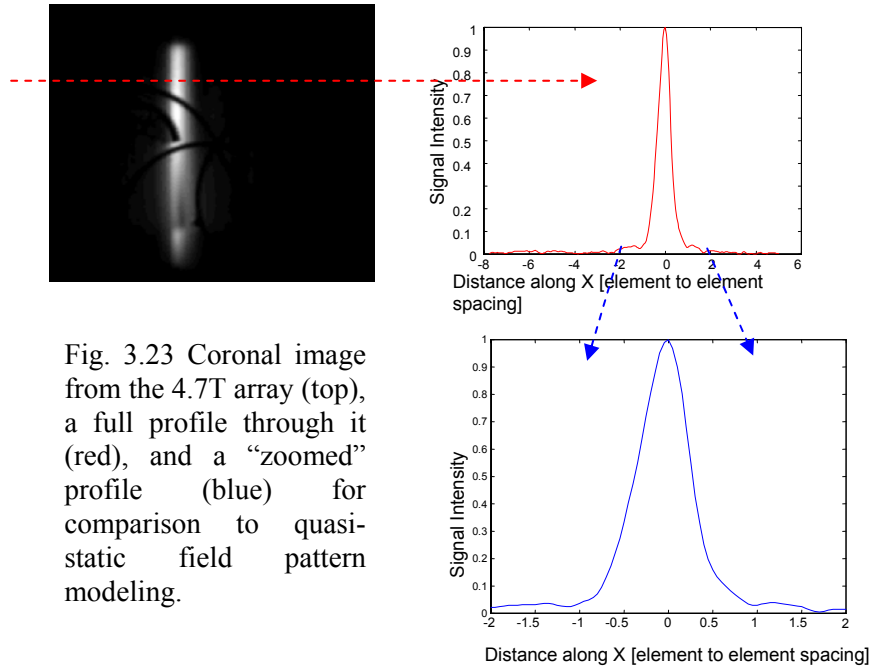 1
0.9
0.8
0.7
0.6
0.5
0.4
0.3
0.2
0.1
0
-8 -6 -4 -2 0 2 4 6
Signal Intensity
Distance along X [element to element
spacing]
Fig. 3.23 Coronal image
from the 4.7T array (top),
a full profile through it
(red), and a “zoomed”
profile (blue) for
comparison to quasi-
static field pattern
modeling.
1
0.9
0.8
0.7
0.6
0.5
0.4
0.3
0.2
0.1
0
-2 -1.5 -1 -0.5 0 0.5 1 1.5 2
Signal Intensity
Distance along X [element to element spacing]